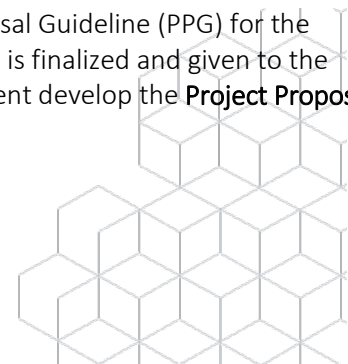 sal Guideline (PPG) for the
is finalized and given to the
ent develop the Project Propos